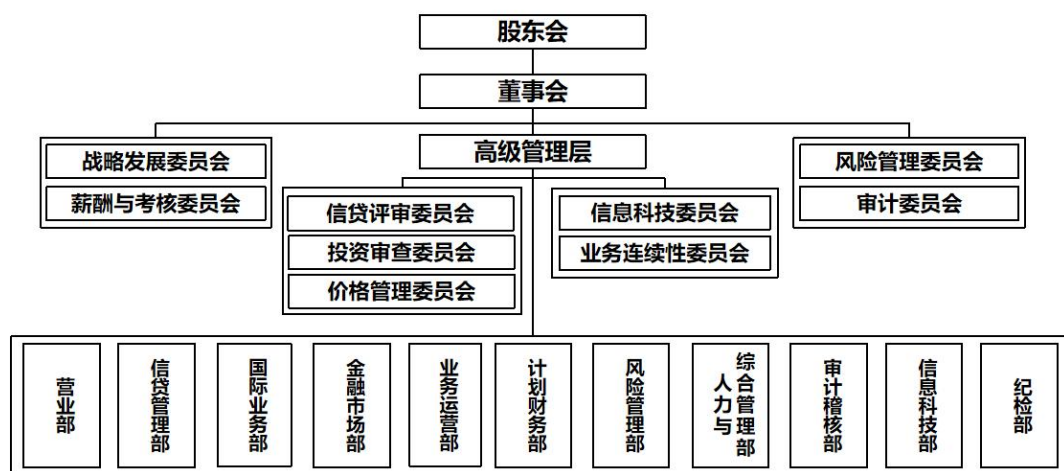 股东会
董事会
战略发展委员会
薪酬与考核委员会
高级管理层
风险管理委员会
审计委员会
信贷评审委员会
投资审查委员会
价格管理委员会
信息科技委员会
业务连续性委员会
营业部
信贷管理部
国际业务部
金融市场部
业务运营部
计划财务部
风险管理部
人力与
综合管理部
审计稽核部
信息科技部
纪检部